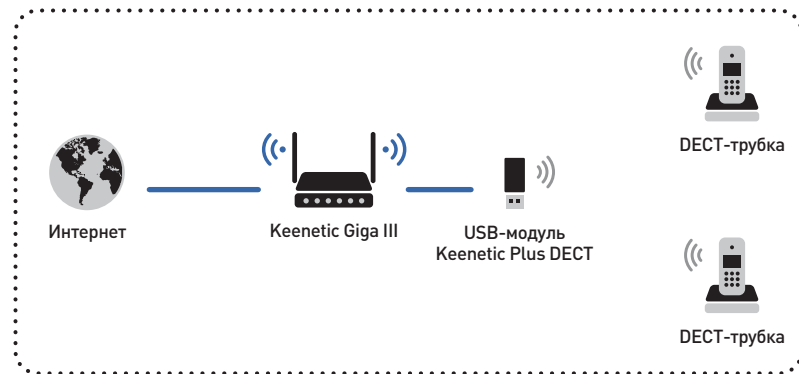 DECT-трубка
Интернет
Keenetic Giga III
USB-модуль
Keenetic Plus DECT
DECT-трубка